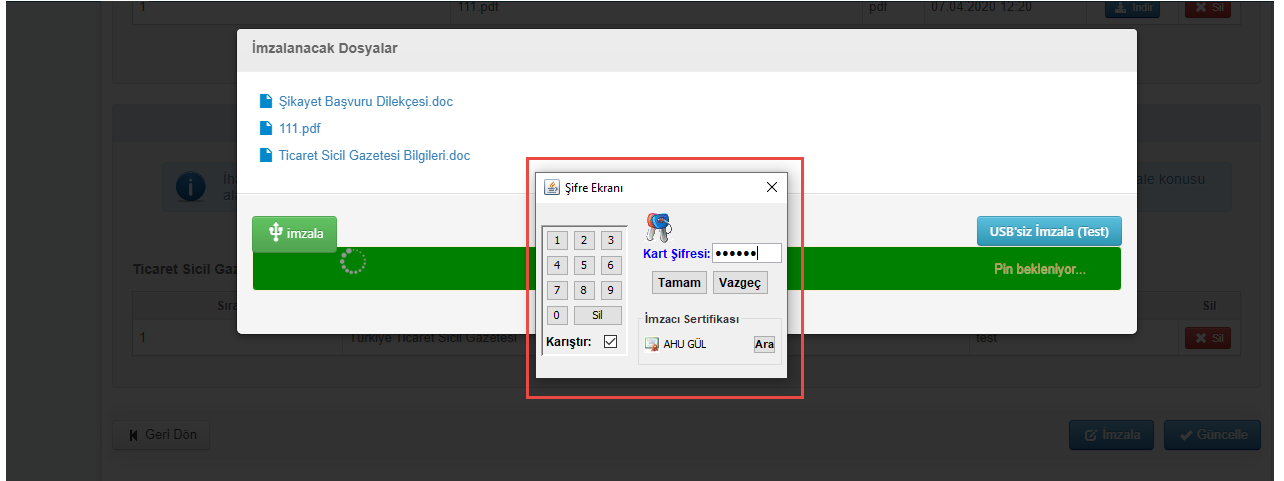 1 111.pdf pdf 07.04.2020 12:20 İndir Sil
İmzalanacak Dosyalar
Şikayet Başvuru Dilekçesi.doc
111.pdf
Ticaret Sicil Gazetesi Bilgileri.doc
ale konusu
imzala
USB'siz İmzala (Test)
Pin bekleniyor...
Şifre Ekranı
1 2 3
4 5 6
7 8 9
0 Sil
Karıştır:
Kart Şifresi: ••••••
Tamam Vazgeç
İmzacı Sertifikası
AHU GÜL Ara
Ticaret Sicil Gaz
Sıra Sil
1 Türkiye Ticaret Sicil Gazetesi test Sil
Geri Dön İmzala Güncelle